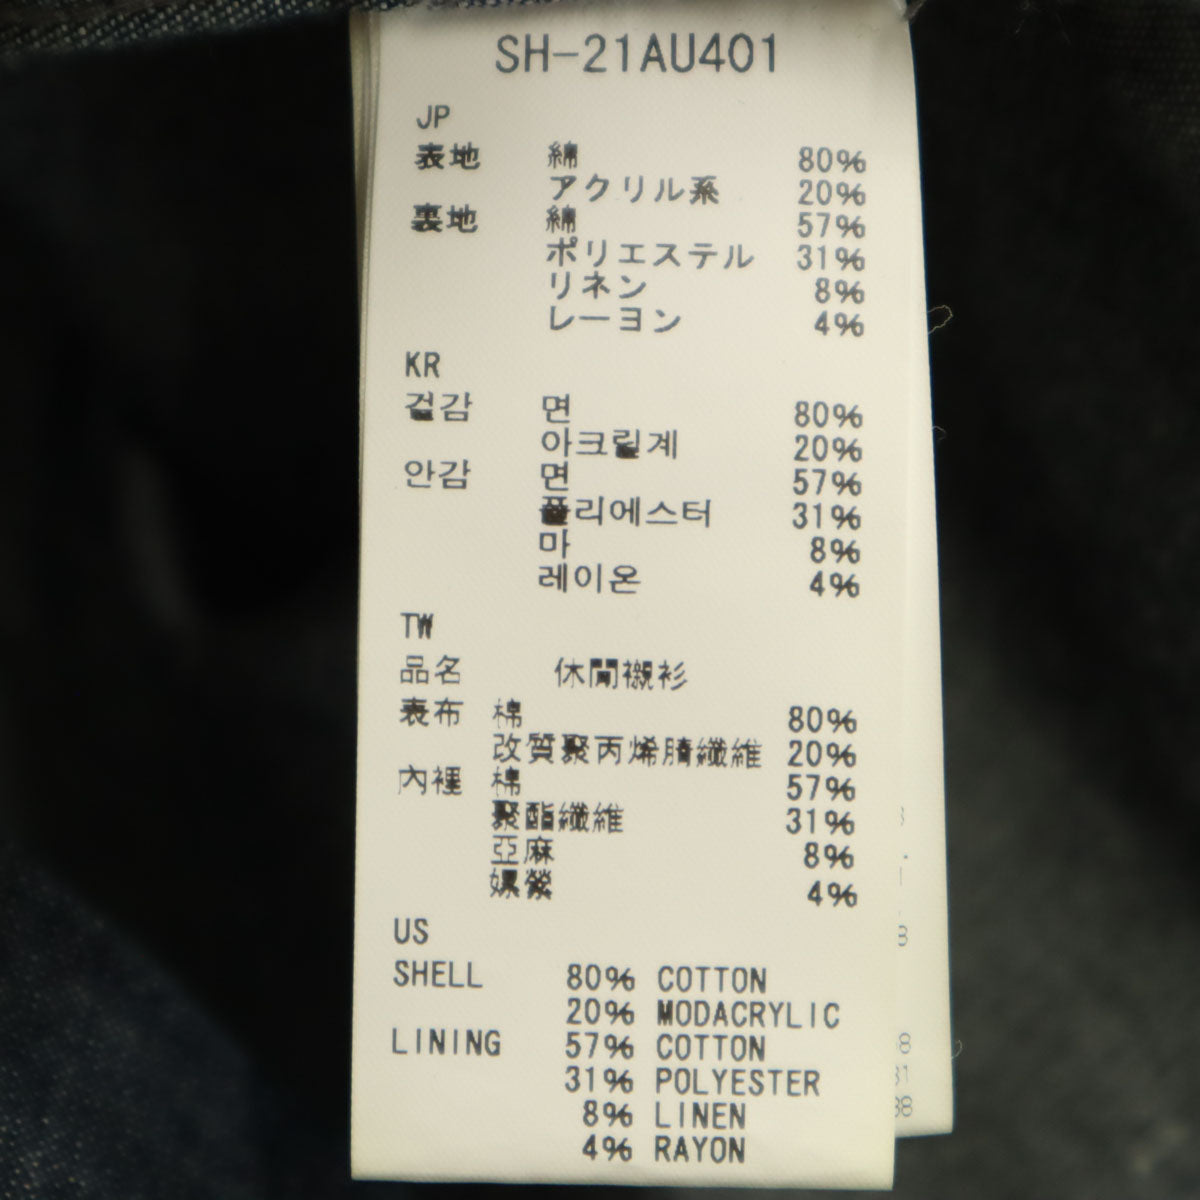 SH-21AU401
JP
表地 綿 80%
アクリル系 20%
裏地 綿 57%
ポリエステル 31%
リネン 8%
レーヨン 4%
KR
겉감 면 80%
아크릴계 20%
안감 면 57%
폴리에스터 31%
마 8%
레이온 4%
TW
品名 休閒襯衫
表布 棉 80%
改質聚丙烯腈纖維 20%
內裡 棉 57%
聚酯纖維 31%
亞麻 8%
嫘縈 4%
US
SHELL 80% COTTON
20% MODACRYLIC
LINING 57% COTTON
31% POLYESTER
8% LINEN
4% RAYON